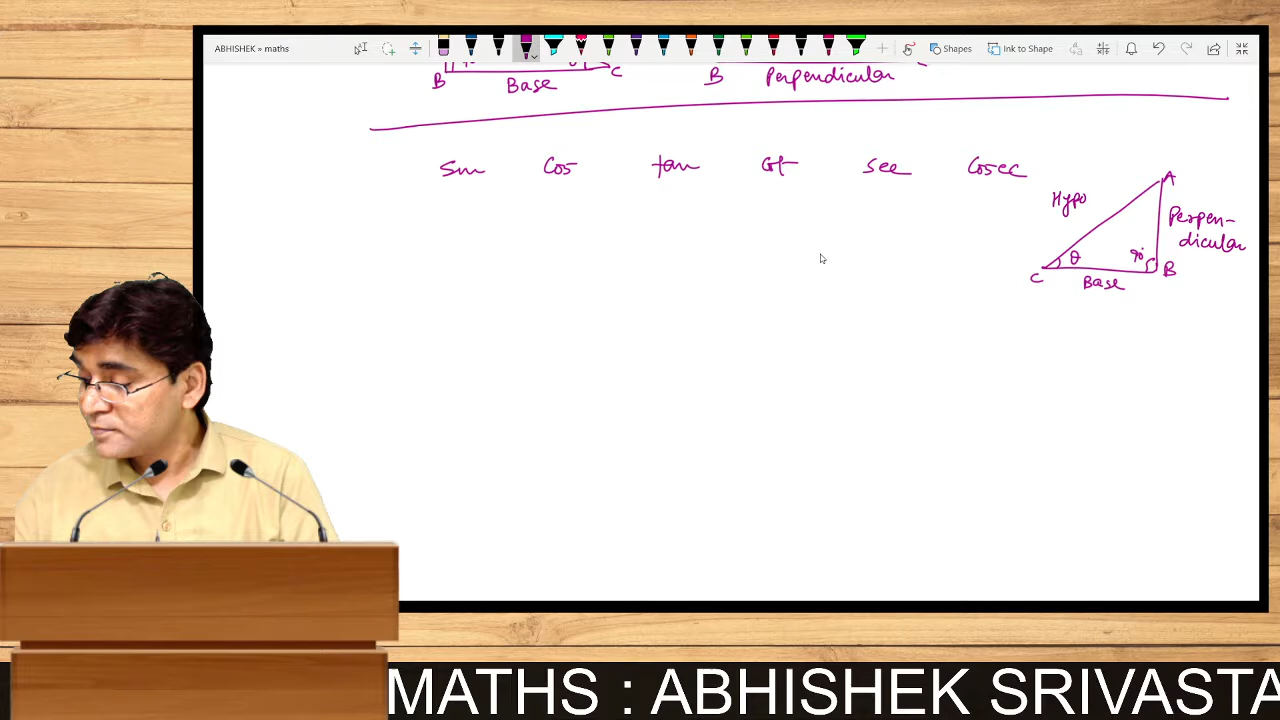 ABHISHEK » maths
Shapes
Ink to Shape
B Base C
B Perpendicular
Sin Cos tan Cot Sec Cosec
A
Hypo
Perpen-
dicular
θ 90°
C Base B
MATHS : ABHISHEK SRIVASTA